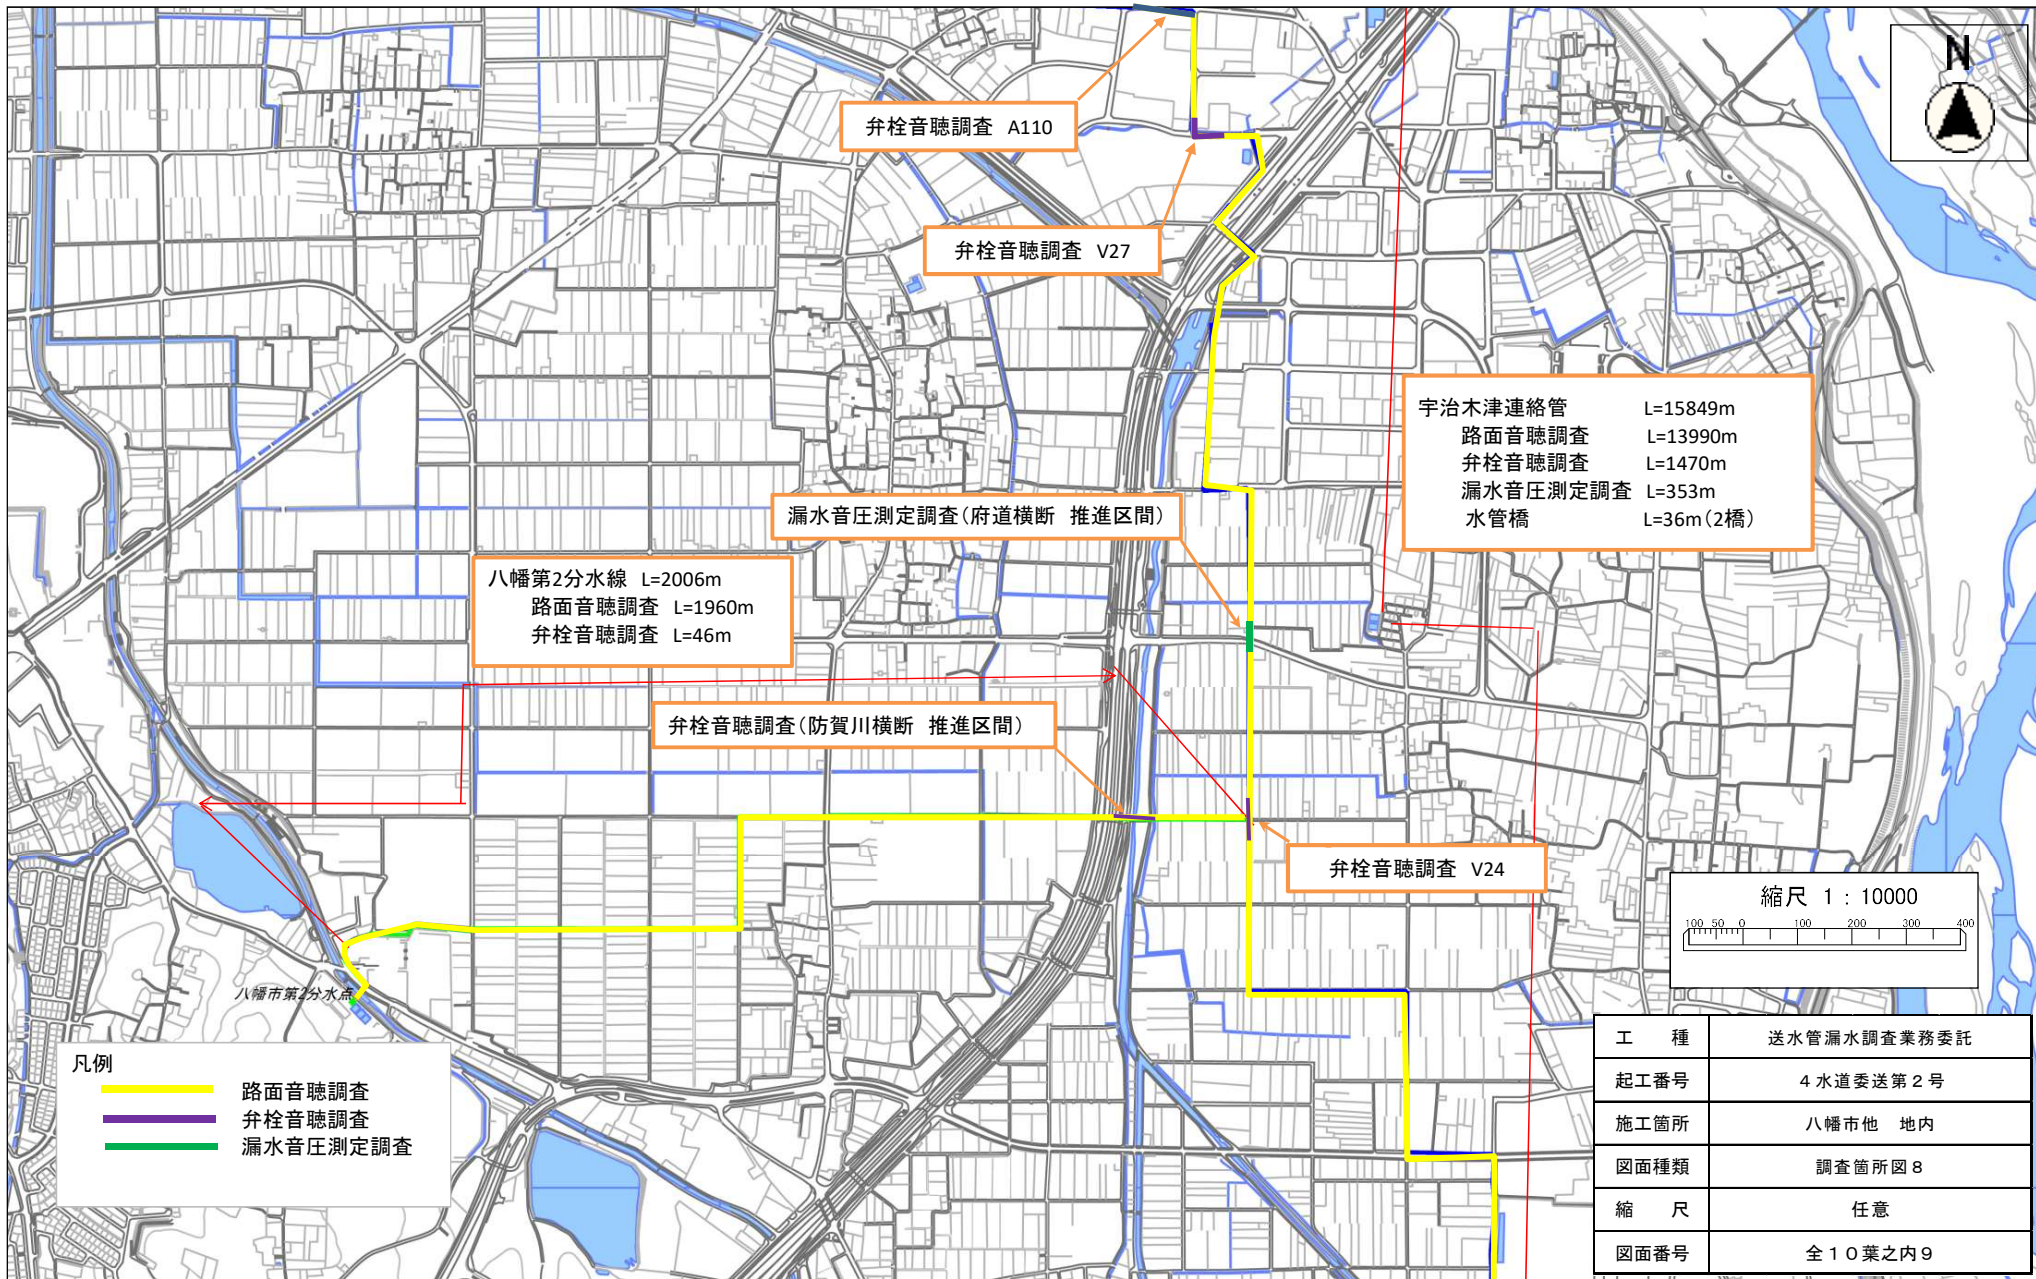 N
弁栓音聴調査 A110
弁栓音聴調査 V27
宇治木津連絡管 L=15849m
路面音聴調査 L=13990m
弁栓音聴調査 L=1470m
漏水音圧測定調査 L=353m
水管橋 L=36m(2橋)
漏水音圧測定調査(府道横断 推進区間)
八幡第2分水線 L=2006m
路面音聴調査 L=1960m
弁栓音聴調査 L=46m
弁栓音聴調査(防賀川横断 推進区間)
弁栓音聴調査 V24
縮尺 1:10000
100 50 0 100 200 300 400
八幡市第2分水点
凡例
路面音聴調査
弁栓音聴調査
漏水音圧測定調査
工 種 送水管漏水調査業務委託
起工番号 4水道委送第2号
施工箇所 八幡市他 地内
図面種類 調査箇所図8
縮 尺 任意
図面番号 全10葉之内9